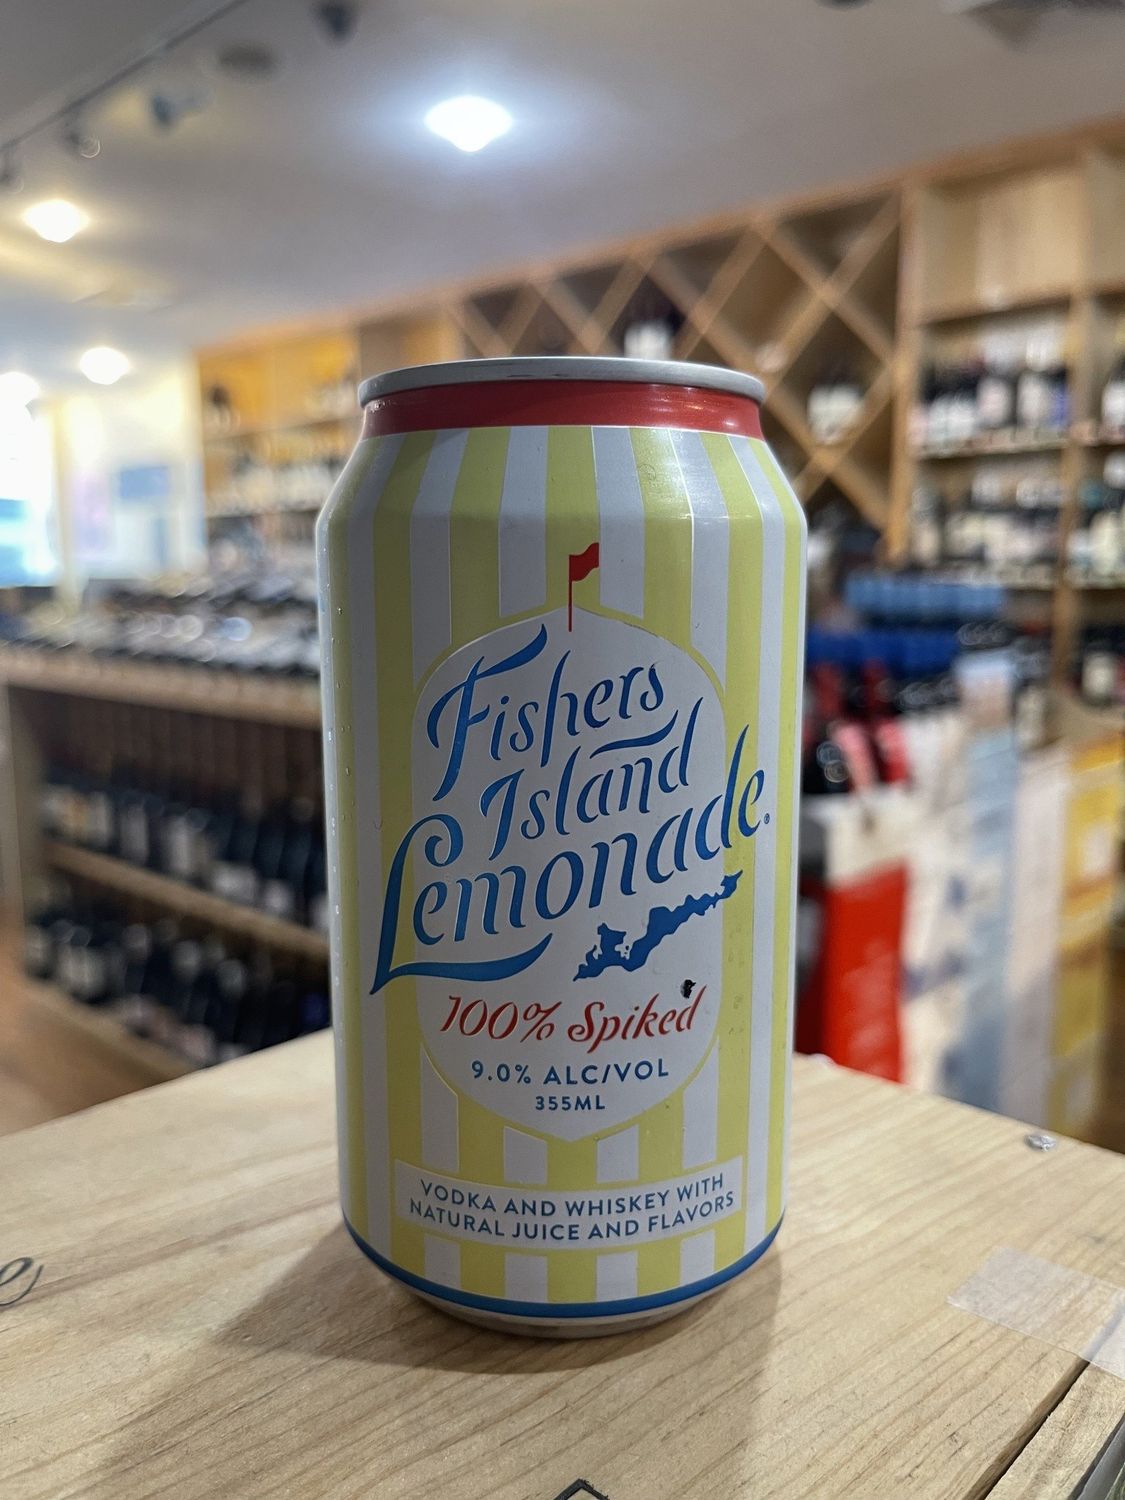 Fishers
Island
Lemonade®
100% Spiked
9.0% ALC/VOL
355ML
VODKA AND WHISKEY WITH
NATURAL JUICE AND FLAVORS